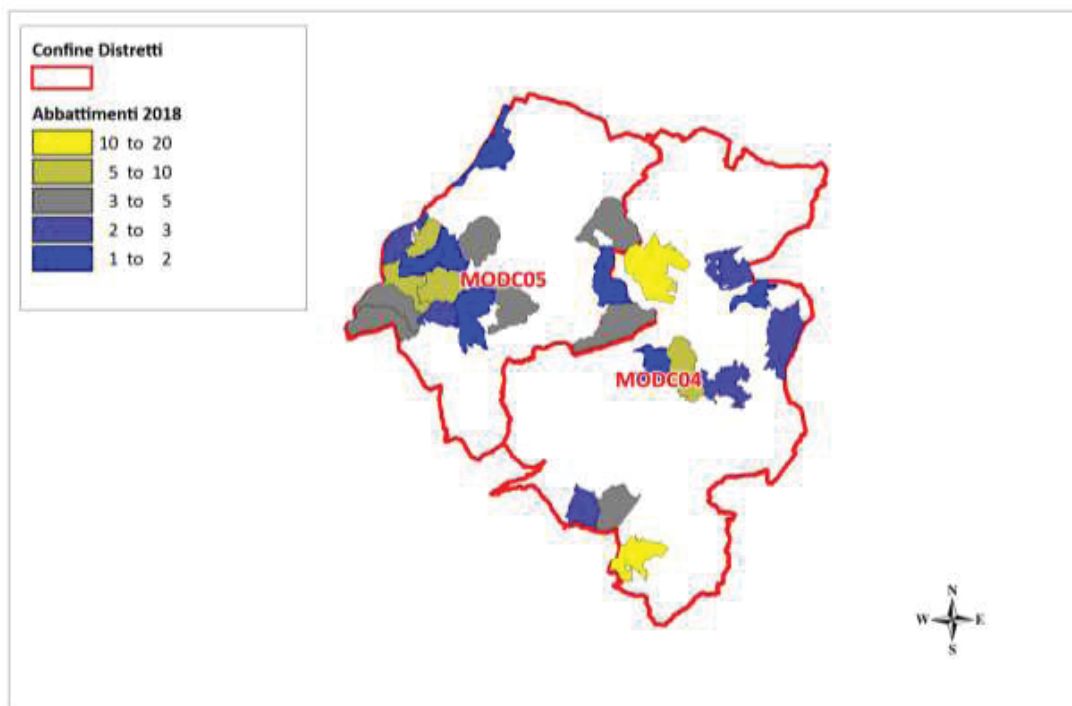 Confine Distretti
Abbattimenti 2018
10 to 20
5 to 10
3 to 5
2 to 3
1 to 2
MODC05
MODC04
N
W E
S